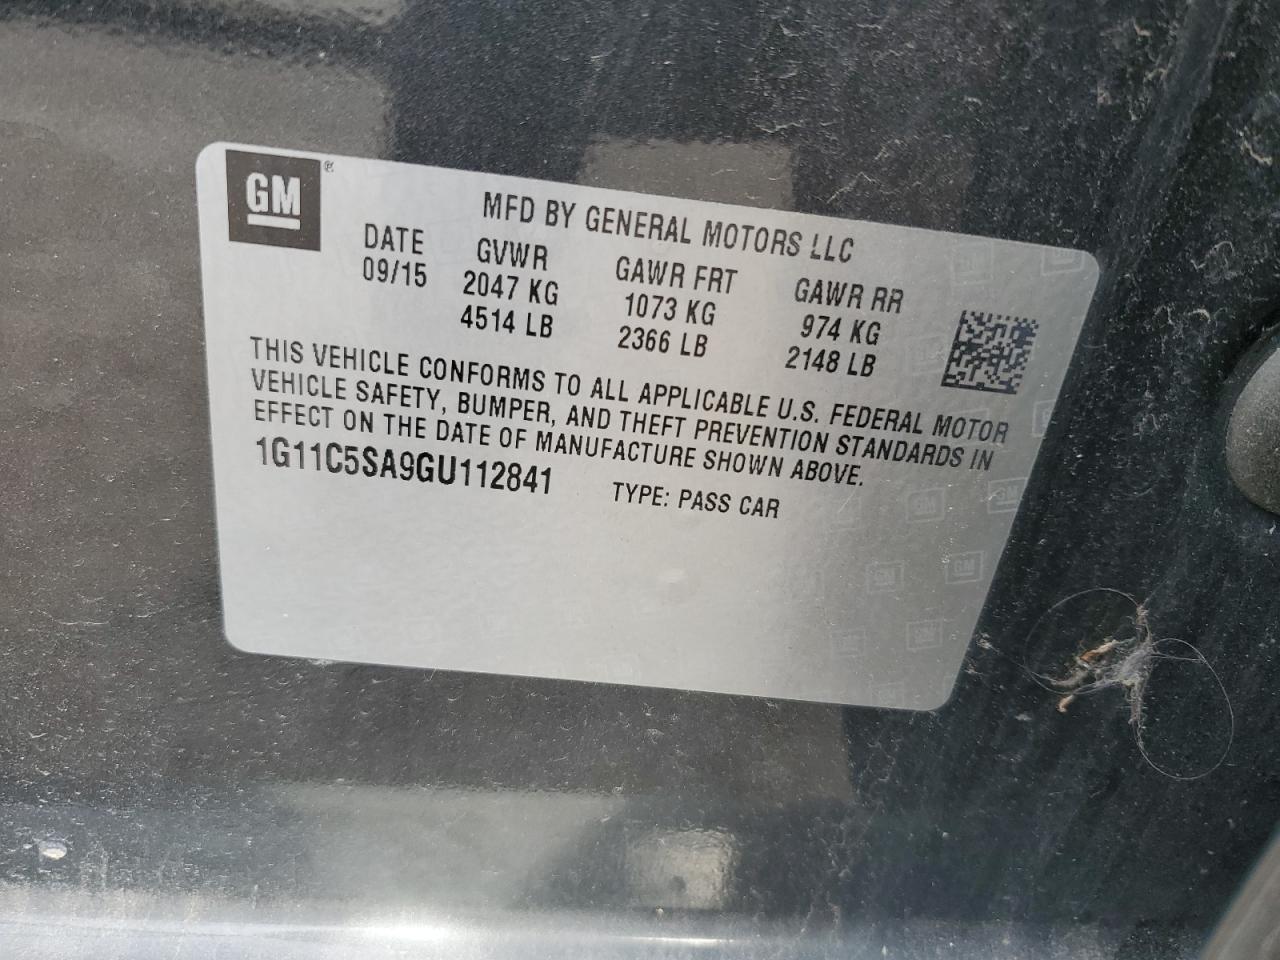 GM®
MFD BY GENERAL MOTORS LLC
DATE GVWR GAWR FRT GAWR RR
09/15 2047 KG 1073 KG 974 KG
4514 LB 2366 LB 2148 LB
THIS VEHICLE CONFORMS TO ALL APPLICABLE U.S. FEDERAL MOTOR
VEHICLE SAFETY, BUMPER, AND THEFT PREVENTION STANDARDS IN
EFFECT ON THE DATE OF MANUFACTURE SHOWN ABOVE.
1G11C5SA9GU112841 TYPE: PASS CAR